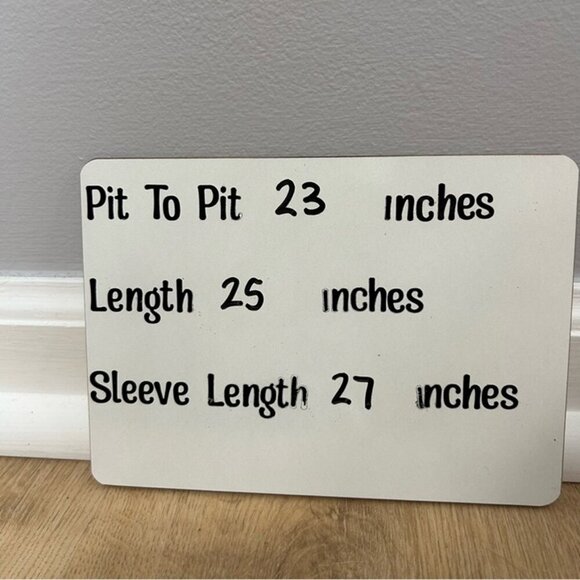 Pit To Pit 23 inches
Length 25 inches
Sleeve Length 27 inches